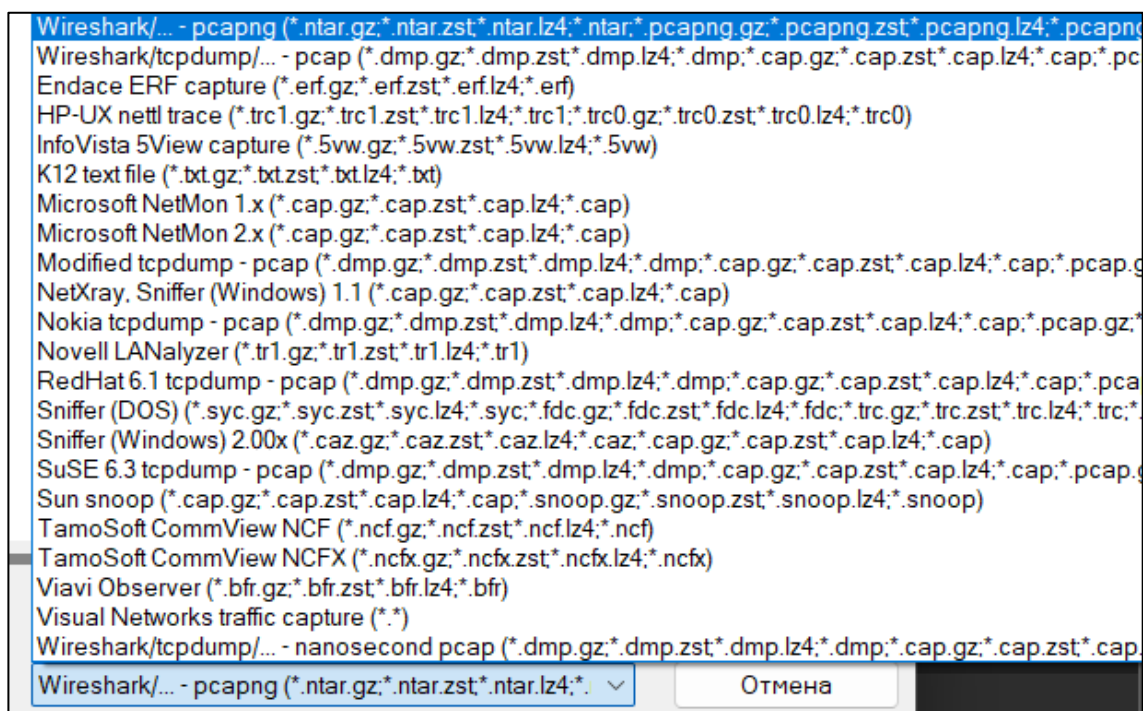 Wireshark/... - pcapng (*.ntar.gz;*.ntar.zst;*.ntar.lz4;*.ntar;*.pcapng.gz;*.pcapng.zst;*.pcapng.lz4;*.pcapng
Wireshark/tcpdump/... - pcap (*.dmp.gz;*.dmp.zst;*.dmp.lz4;*.dmp;*.cap.gz;*.cap.zst;*.cap.lz4;*.cap;*.pc
Endace ERF capture (*.erf.gz;*.erf.zst;*.erf.lz4;*.erf)
HP-UX nettl trace (*.trc1.gz;*.trc1.zst;*.trc1.lz4;*.trc1;*.trc0.gz;*.trc0.zst;*.trc0.lz4;*.trc0)
InfoVista 5View capture (*.5vw.gz;*.5vw.zst;*.5vw.lz4;*.5vw)
K12 text file (*.txt.gz;*.txt.zst;*.txt.lz4;*.txt)
Microsoft NetMon 1.x (*.cap.gz;*.cap.zst;*.cap.lz4;*.cap)
Microsoft NetMon 2.x (*.cap.gz;*.cap.zst;*.cap.lz4;*.cap)
Modified tcpdump - pcap (*.dmp.gz;*.dmp.zst;*.dmp.lz4;*.dmp;*.cap.gz;*.cap.zst;*.cap.lz4;*.cap;*.pcap.g
NetXray, Sniffer (Windows) 1.1 (*.cap.gz;*.cap.zst;*.cap.lz4;*.cap)
Nokia tcpdump - pcap (*.dmp.gz;*.dmp.zst;*.dmp.lz4;*.dmp;*.cap.gz;*.cap.zst;*.cap.lz4;*.cap;*.pcap.gz;*
Novell LANalyzer (*.tr1.gz;*.tr1.zst;*.tr1.lz4;*.tr1)
RedHat 6.1 tcpdump - pcap (*.dmp.gz;*.dmp.zst;*.dmp.lz4;*.dmp;*.cap.gz;*.cap.zst;*.cap.lz4;*.cap;*.pca
Sniffer (DOS) (*.syc.gz;*.syc.zst;*.syc.lz4;*.syc;*.fdc.gz;*.fdc.zst;*.fdc.lz4;*.fdc;*.trc.gz;*.trc.zst;*.trc.lz4;*.trc;*.
Sniffer (Windows) 2.00x (*.caz.gz;*.caz.zst;*.caz.lz4;*.caz;*.cap.gz;*.cap.zst;*.cap.lz4;*.cap)
SuSE 6.3 tcpdump - pcap (*.dmp.gz;*.dmp.zst;*.dmp.lz4;*.dmp;*.cap.gz;*.cap.zst;*.cap.lz4;*.cap;*.pcap.g
Sun snoop (*.cap.gz;*.cap.zst;*.cap.lz4;*.cap;*.snoop.gz;*.snoop.zst;*.snoop.lz4;*.snoop)
TamoSoft CommView NCF (*.ncf.gz;*.ncf.zst;*.ncf.lz4;*.ncf)
TamoSoft CommView NCFX (*.ncfx.gz;*.ncfx.zst;*.ncfx.lz4;*.ncfx)
Viavi Observer (*.bfr.gz;*.bfr.zst;*.bfr.lz4;*.bfr)
Visual Networks traffic capture (*.*)
Wireshark/tcpdump/... - nanosecond pcap (*.dmp.gz;*.dmp.zst;*.dmp.lz4;*.dmp;*.cap.gz;*.cap.zst;*.cap.
Wireshark/... - pcapng (*.ntar.gz;*.ntar.zst;*.ntar.lz4;*. Отмена